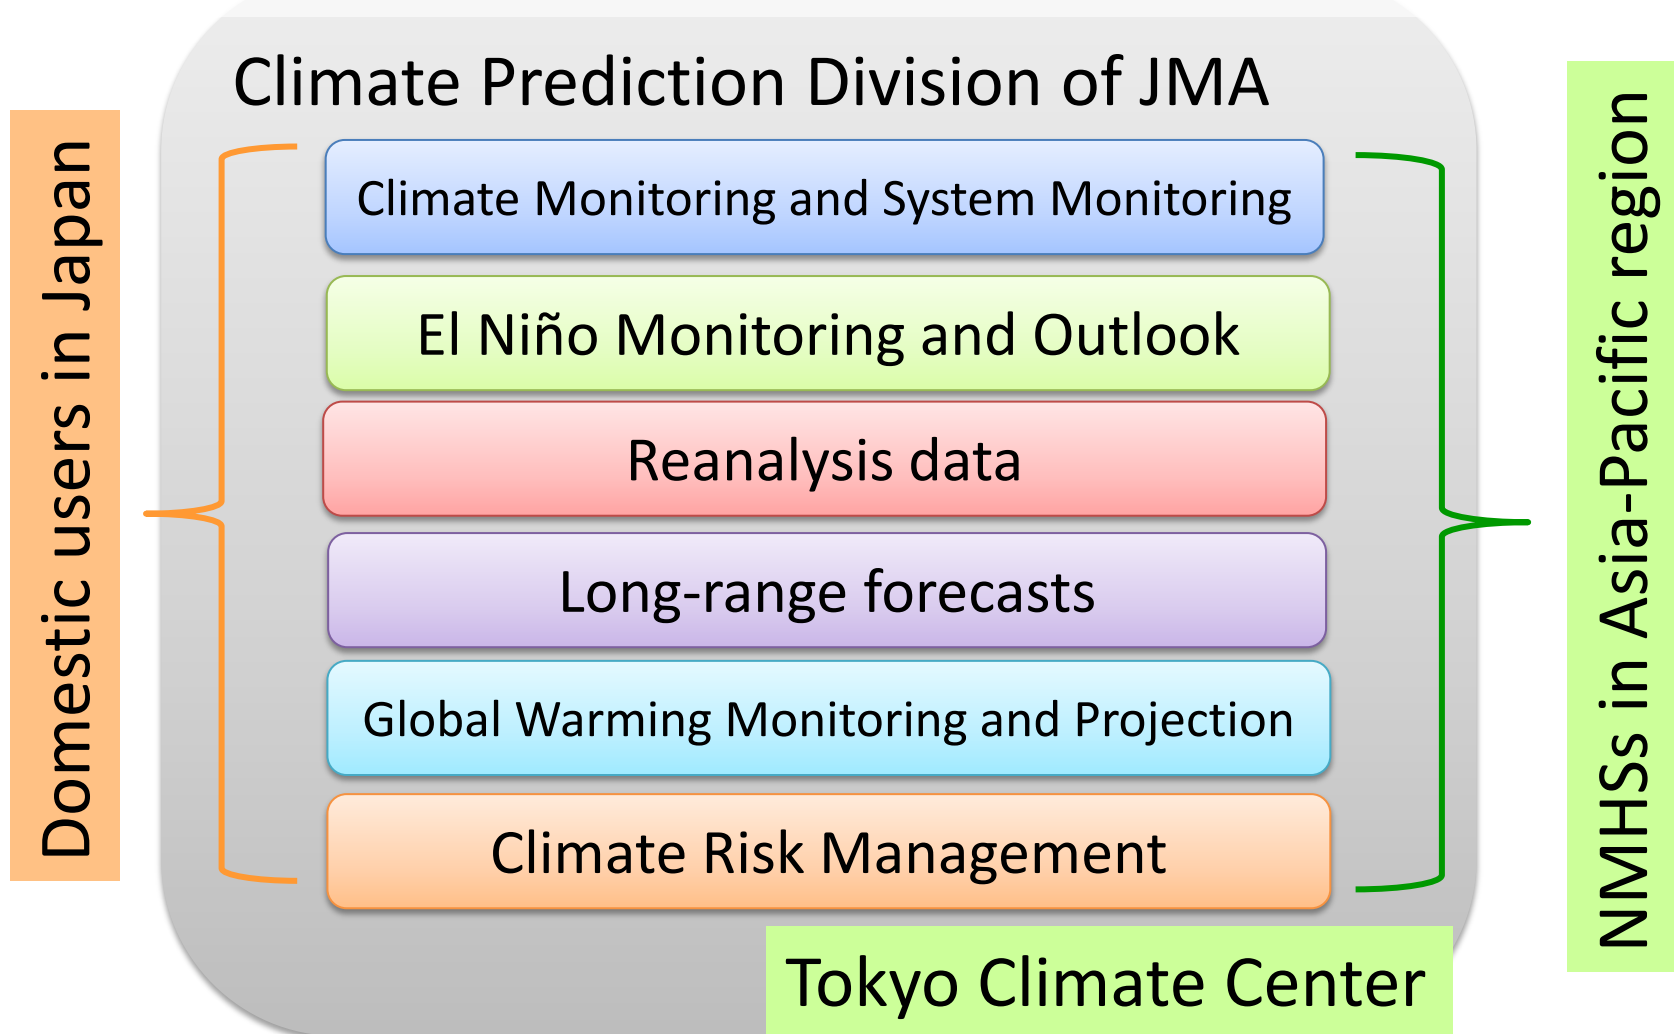 Climate Prediction Division of JMA
Domestic users in Japan
Climate Monitoring and System Monitoring
El Niño Monitoring and Outlook
Reanalysis data
Long-range forecasts
Global Warming Monitoring and Projection
Climate Risk Management
NMHSs in Asia-Pacific region
Tokyo Climate Center